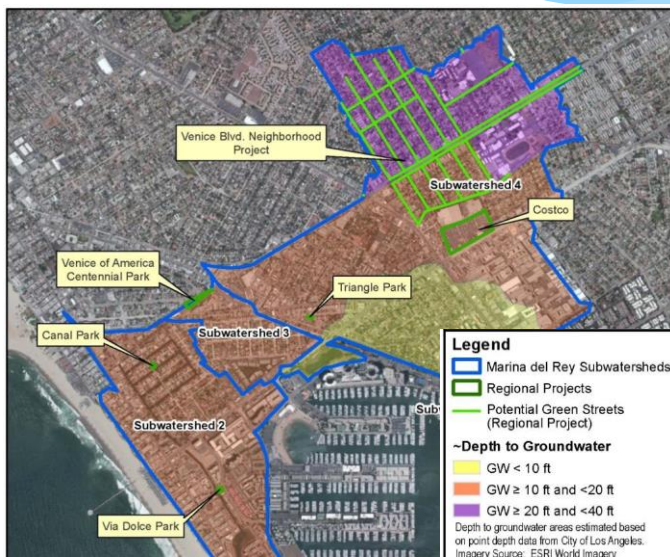 Venice Blvd. Neighborhood
Project
Subwatershed 4
Costco
Venice of America
Centennial Park
Triangle Park
Canal Park
Subwatershed 3
Subwatershed 2
Via Dolce Park
Legend
Marina del Rey Subwatersheds
Regional Projects
Potential Green Streets
(Regional Project)
~Depth to Groundwater
GW < 10 ft
GW ≥ 10 ft and <20 ft
GW ≥ 20 ft and <40 ft
Depth to groundwater areas estimated based
on point depth data from City of Los Angeles.
Imagery Source: ESRI World Imagery